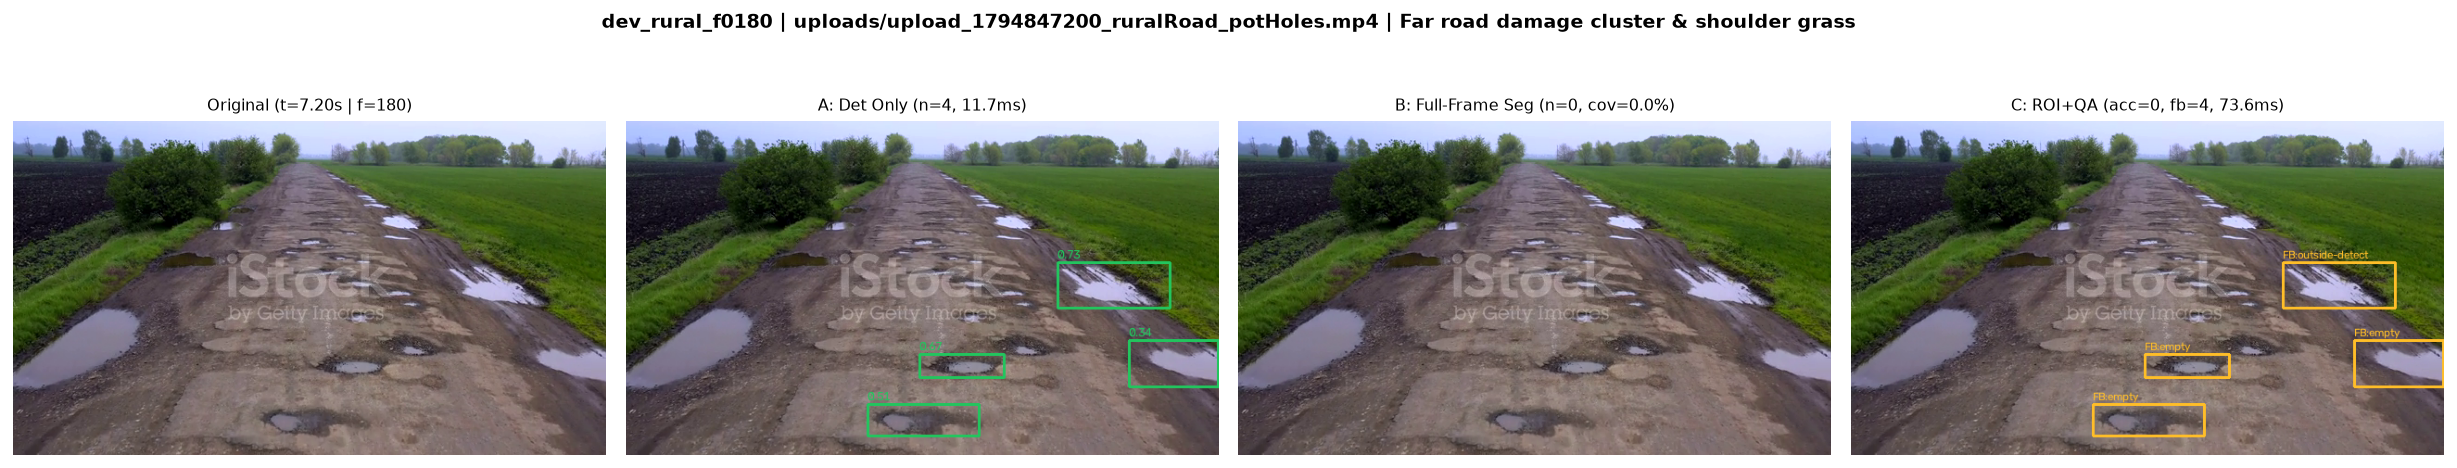 dev_rural_f0180 | uploads/upload_1794847200_ruralRoad_potHoles.mp4 | Far road damage cluster & shoulder grass
Original (t=7.20s | f=180)
A: Det Only (n=4, 11.7ms)
B: Full-Frame Seg (n=0, cov=0.0%)
C: ROI+QA (acc=0, fb=4, 73.6ms)
iStock
by Getty Images
0.73
0.34
iStock
by Getty Images
iStock
by Getty Images
FB:outside-detect
FB:empty
FB:empty
FB:empty
iStock
by Getty Images